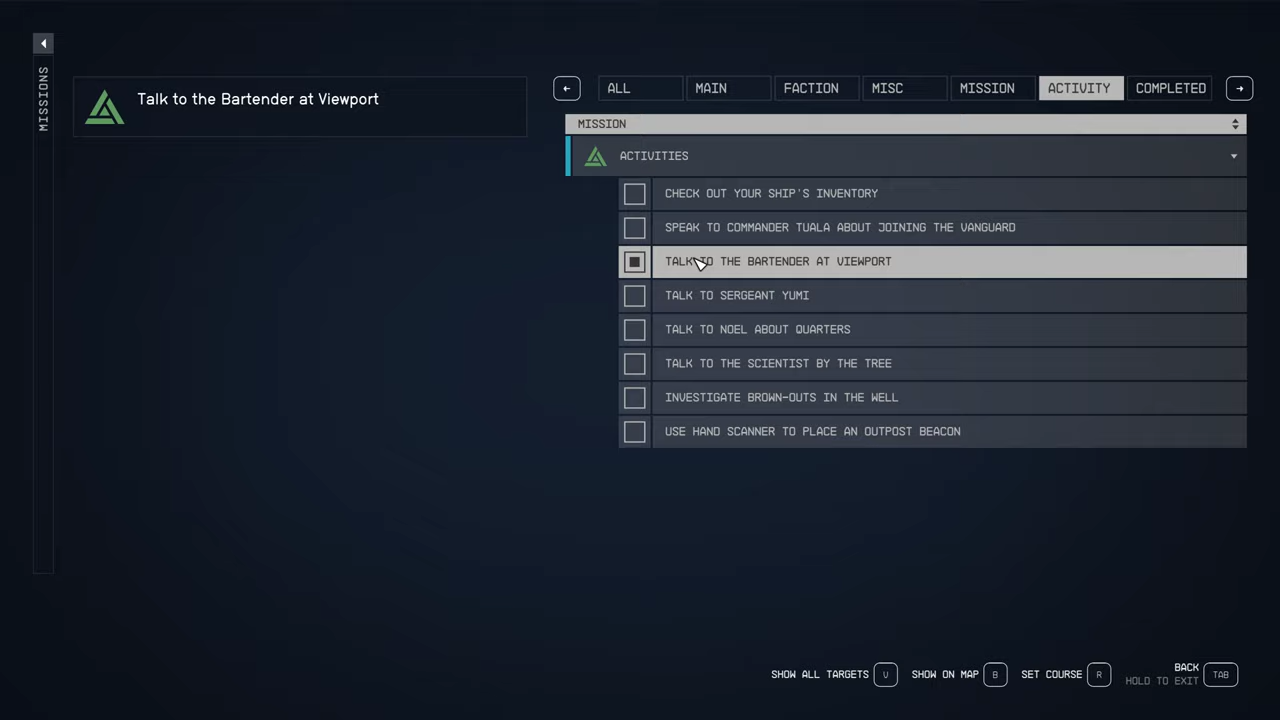 MISSIONS
Talk to the Bartender at Viewport
ALL MAIN FACTION MISC MISSION ACTIVITY COMPLETED
MISSION
ACTIVITIES
CHECK OUT YOUR SHIP'S INVENTORY
SPEAK TO COMMANDER TUALA ABOUT JOINING THE VANGUARD
TALK TO THE BARTENDER AT VIEWPORT
TALK TO SERGEANT YUMI
TALK TO NOEL ABOUT QUARTERS
TALK TO THE SCIENTIST BY THE TREE
INVESTIGATE BROWN-OUTS IN THE WELL
USE HAND SCANNER TO PLACE AN OUTPOST BEACON
SHOW ALL TARGETS V SHOW ON MAP B SET COURSE R BACK TAB
HOLD TO EXIT